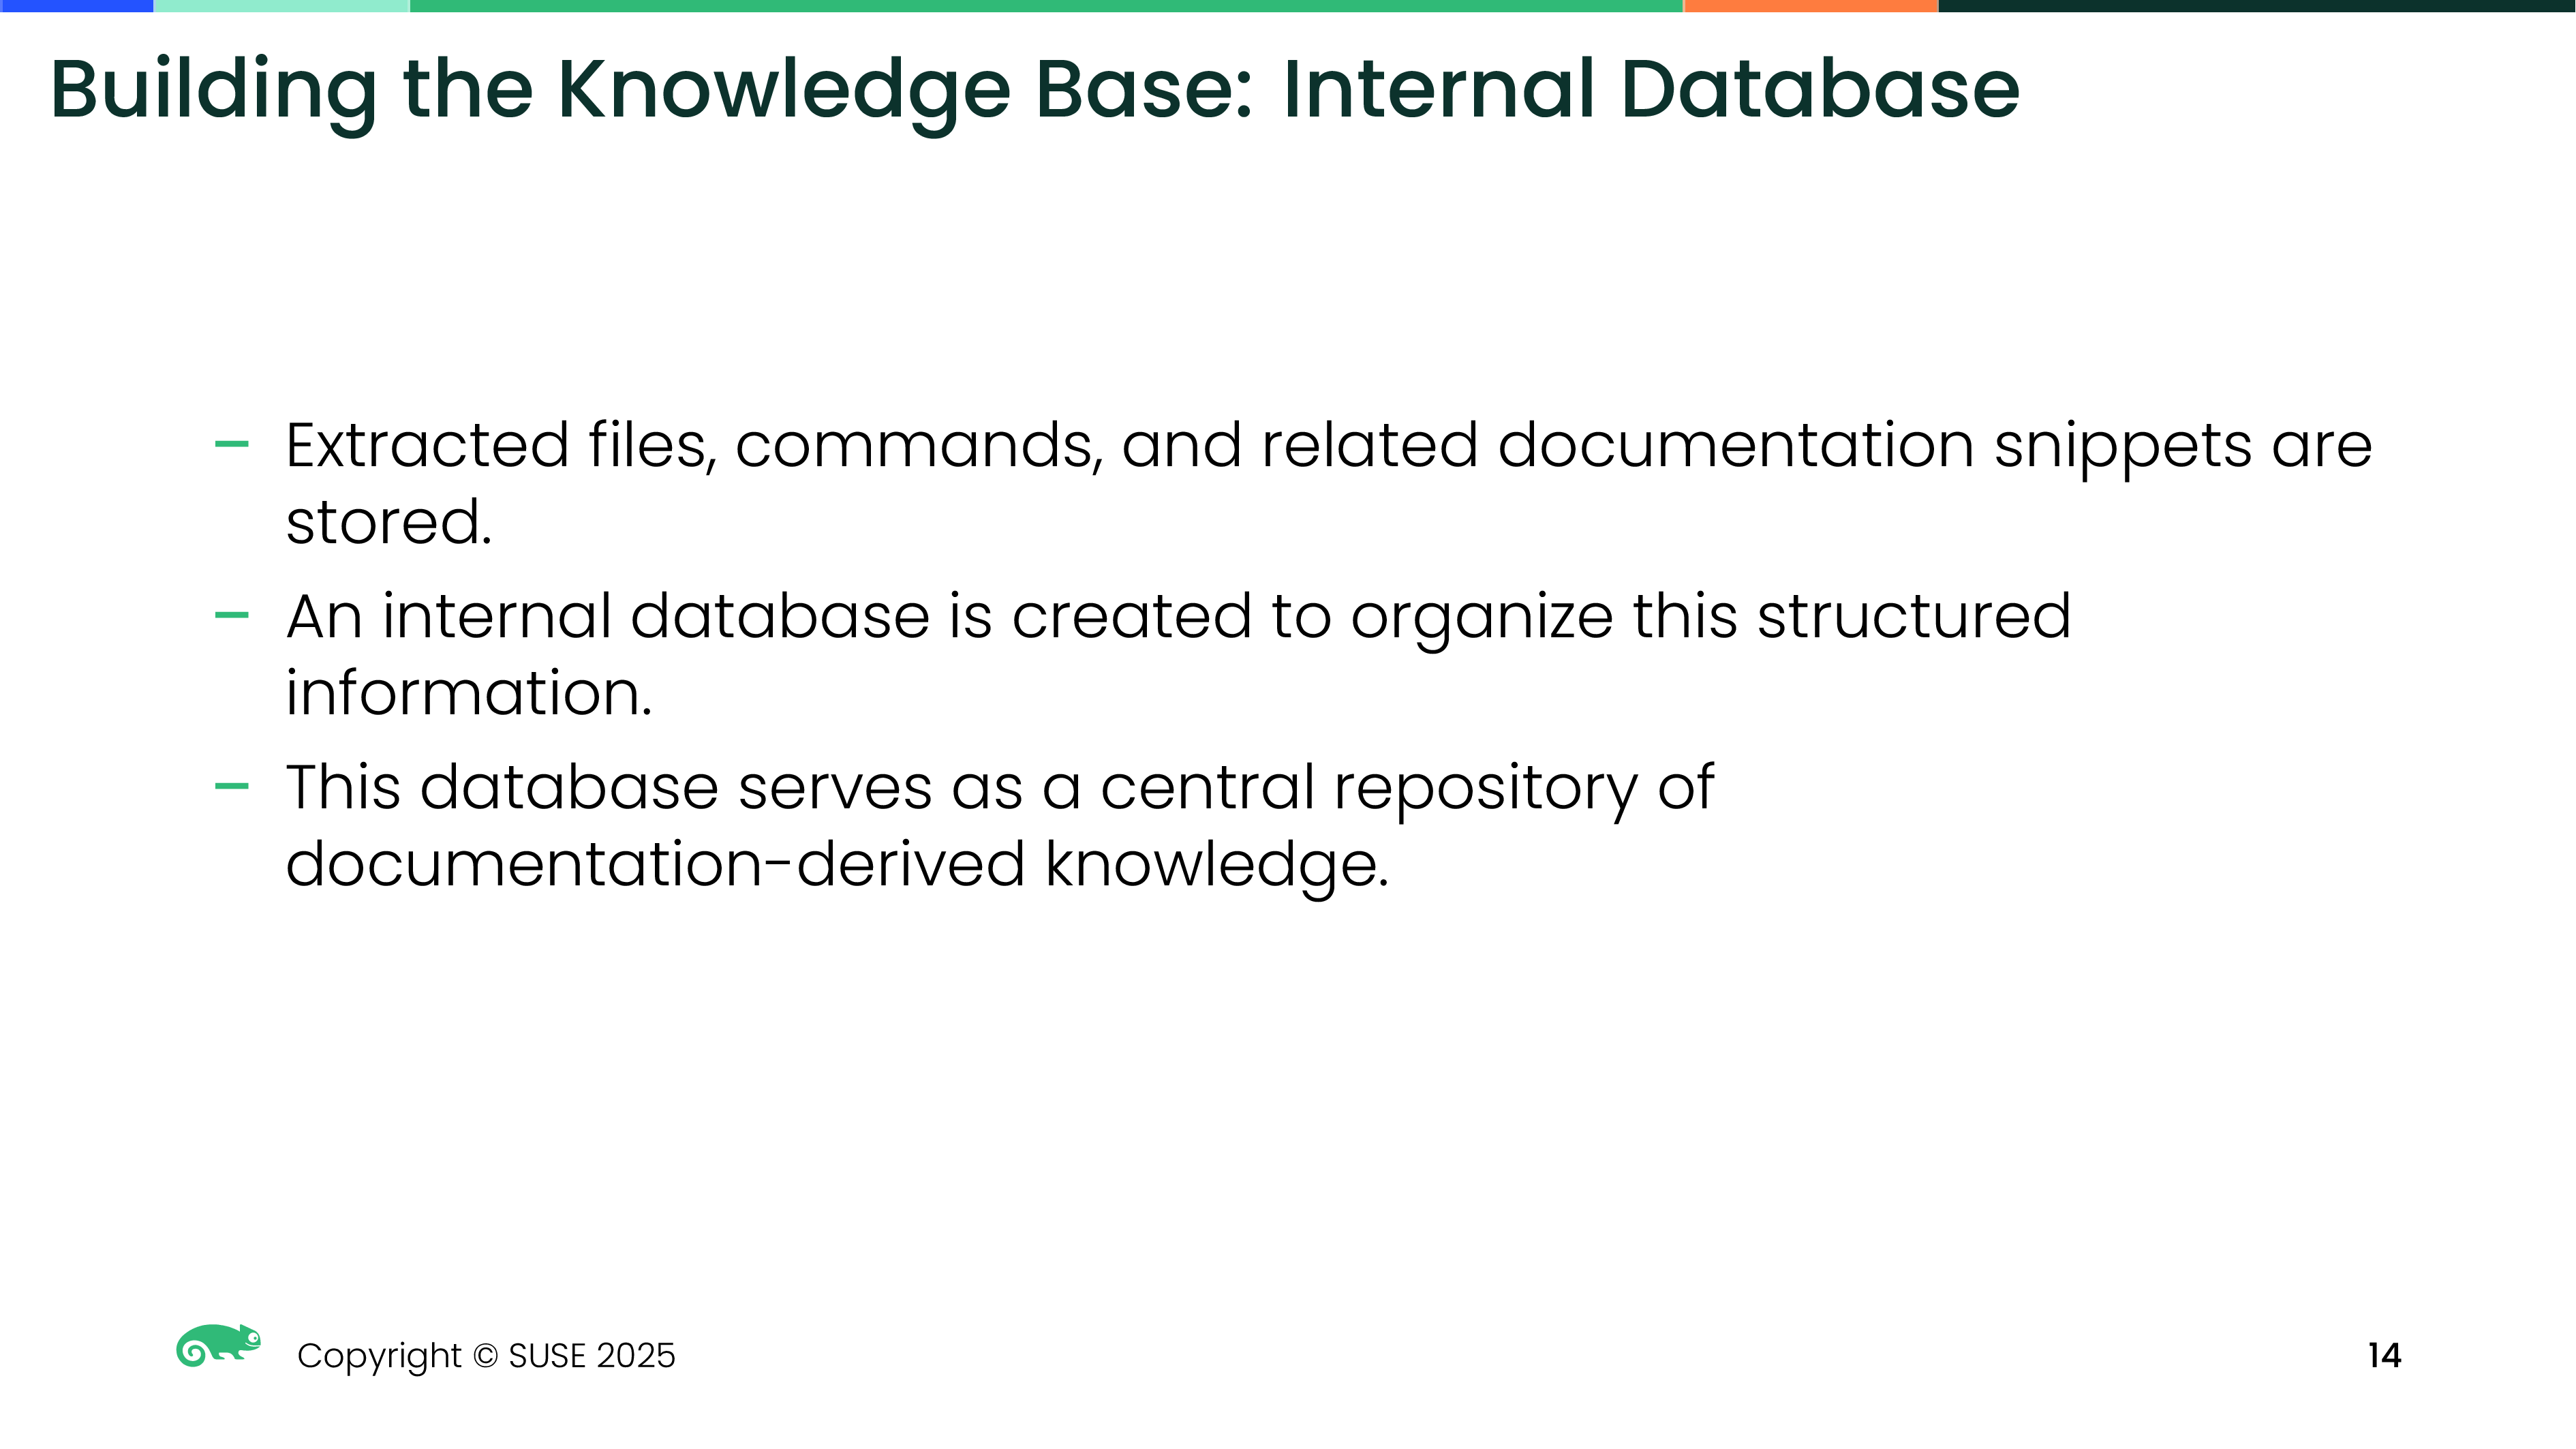 Building the Knowledge Base: Internal Database
– Extracted files, commands, and related documentation snippets are
stored.
– An internal database is created to organize this structured
information.
– This database serves as a central repository of
documentation-derived knowledge.
Copyright © SUSE 2025
14